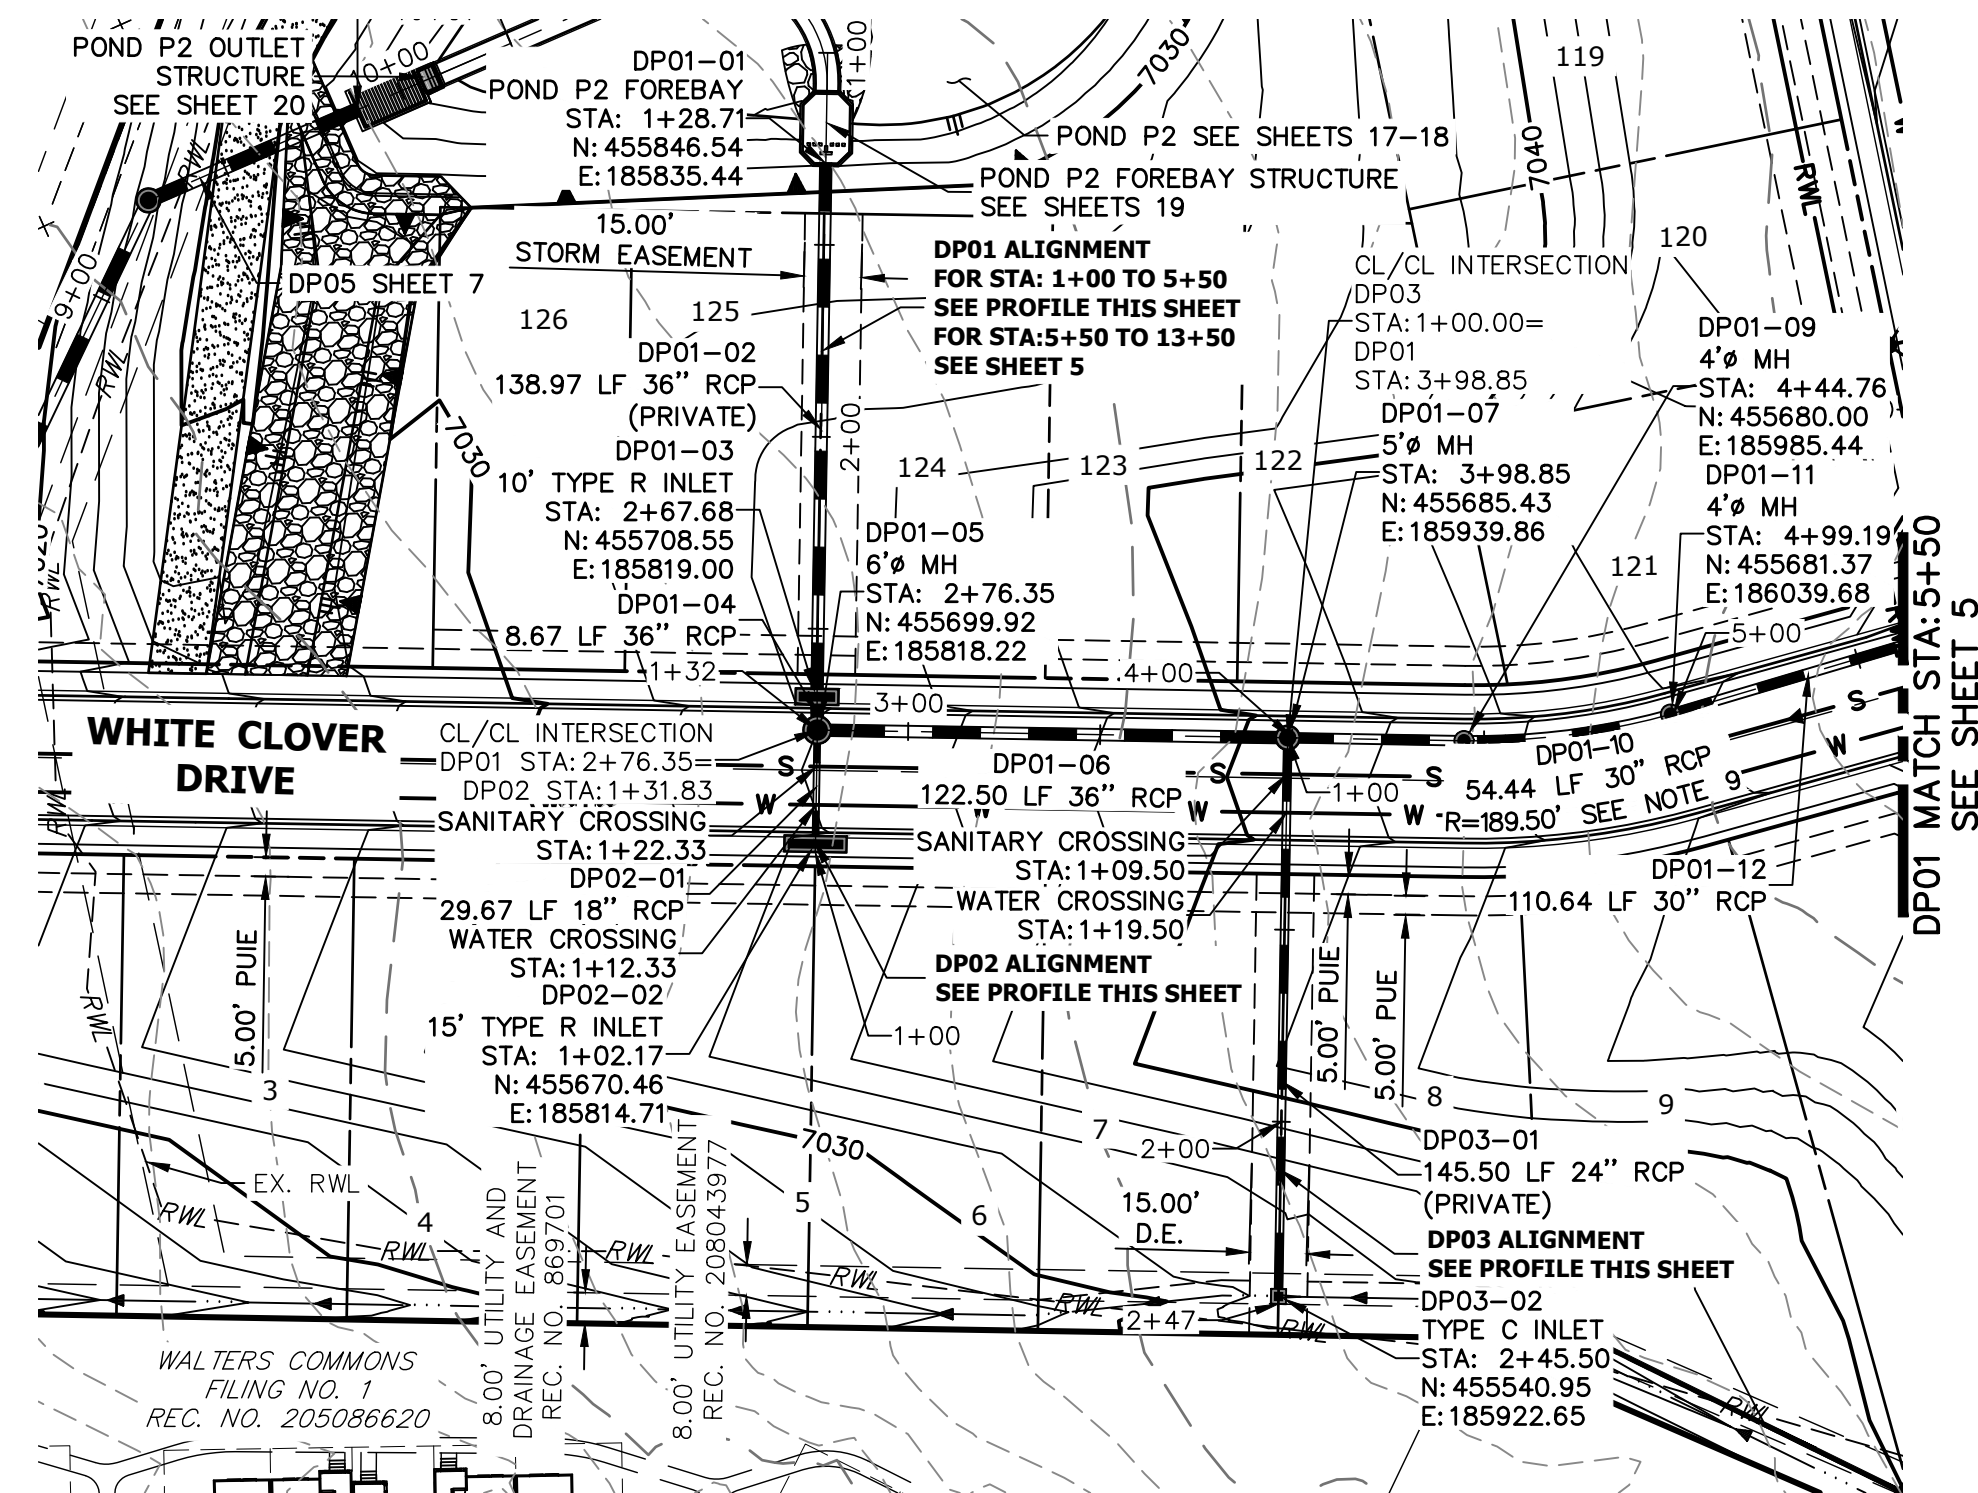 POND P2 OUTLET
STRUCTURE
SEE SHEET 20
10+00
DP01-01
POND P2 FOREBAY
STA: 1+28.71
N: 455846.54
E: 185835.44
1+00
7030
119
POND P2 SEE SHEETS 17-18
POND P2 FOREBAY STRUCTURE
SEE SHEETS 19
7040
RWL
RWL
15.00'
STORM EASEMENT
DP05 SHEET 7
9+00
RWL
126
125
DP01 ALIGNMENT
FOR STA: 1+00 TO 5+50
SEE PROFILE THIS SHEET
FOR STA:5+50 TO 13+50
SEE SHEET 5
120
CL/CL INTERSECTION
DP03
STA: 1+00.00=
DP01
STA: 3+98.85
DP01-09
4'ø MH
STA: 4+44.76
N: 455680.00
E: 185985.44
DP01-02
138.97 LF 36" RCP
(PRIVATE)
7030
2+00
DP01-03
10' TYPE R INLET
STA: 2+67.68
N: 455708.55
E: 185819.00
124
123
122
DP01-07
5'ø MH
STA: 3+98.85
N: 455685.43
E: 185939.86
DP01-11
4'ø MH
STA: 4+99.19
N: 455681.37
E: 186039.68
DP01-05
6'ø MH
STA: 2+76.35
N: 455699.92
E: 185818.22
121
DP01-04
8.67 LF 36" RCP
RWL
1+32
3+00
4+00
5+00
DP01 MATCH STA: 5+50
SEE SHEET 5
WHITE CLOVER
DRIVE
CL/CL INTERSECTION
DP01 STA: 2+76.35=
DP02 STA: 1+31.83
S
W
DP01-06
122.50 LF 36" RCP
S
W
W
1+00
S
W
DP01-10
54.44 LF 30" RCP
R=189.50' SEE NOTE 9
S
W
RWL
SANITARY CROSSING
STA: 1+22.33
DP02-01
29.67 LF 18" RCP
WATER CROSSING
STA: 1+12.33
DP02-02
15' TYPE R INLET
STA: 1+02.17
N: 455670.46
E: 185814.71
SANITARY CROSSING
STA: 1+09.50
WATER CROSSING
STA: 1+19.50
DP02 ALIGNMENT
SEE PROFILE THIS SHEET
1+00
DP01-12
110.64 LF 30" RCP
5.00' PUIE
5.00' PUIE
5.00' PUE
RWL
3
7
8
9
7030
2+00
DP03-01
145.50 LF 24" RCP
(PRIVATE)
EX. RWL
RWL
4
5
6
15.00'
D.E.
8.00' UTILITY AND
DRAINAGE EASEMENT
REC. NO. 869701
8.00' UTILITY EASEMENT
REC. NO. 208043977
RWL
RWL
RWL
RWL
RWL
2+47
DP03 ALIGNMENT
SEE PROFILE THIS SHEET
DP03-02
TYPE C INLET
STA: 2+45.50
N: 455540.95
E: 185922.65
RWL
WALTERS COMMONS
FILING NO. 1
REC. NO. 205086620